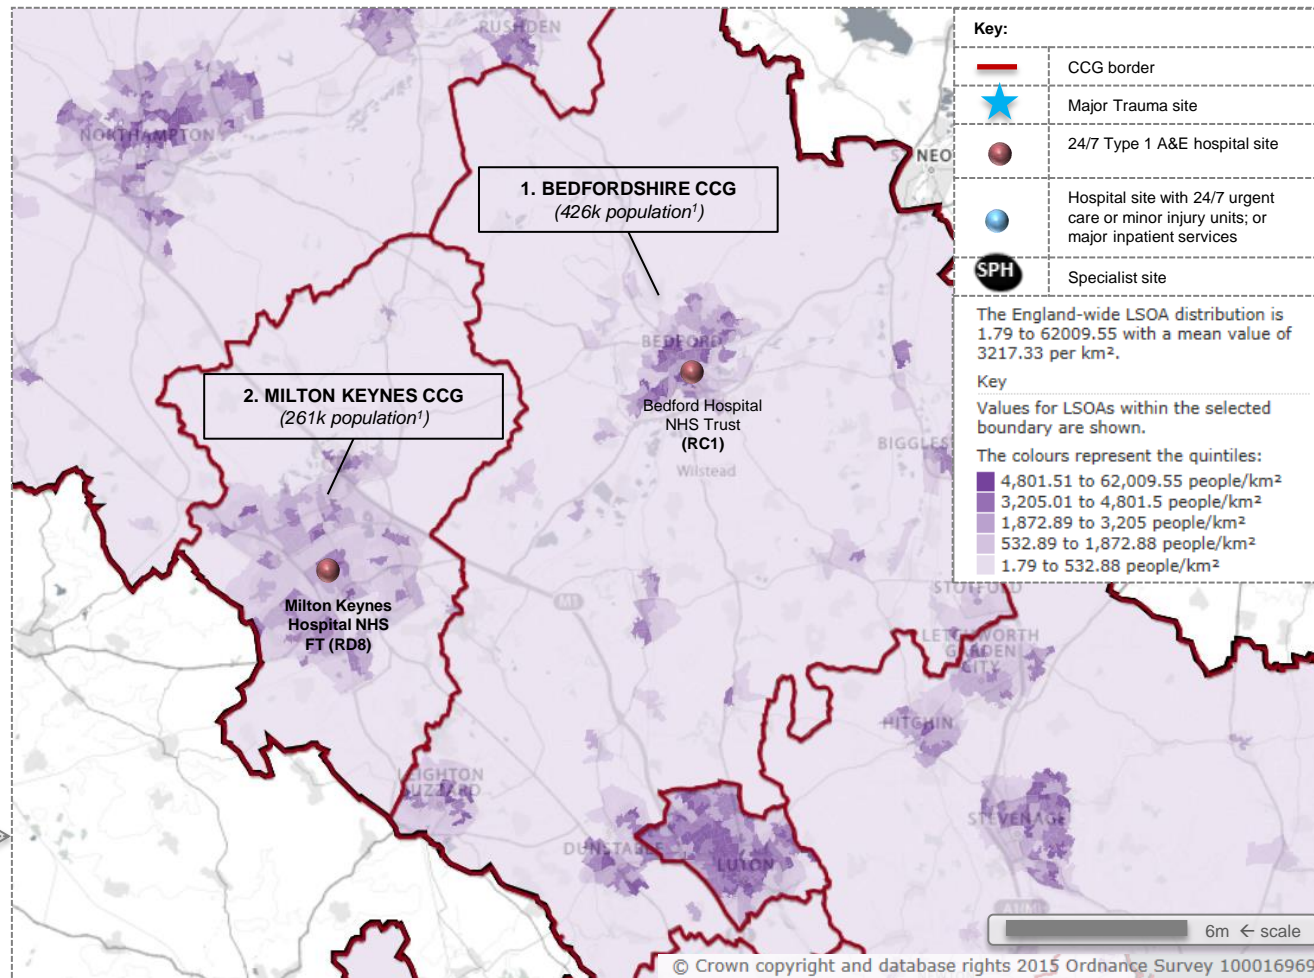 RUSHDEN
NORTHAMPTON
NEO
1. BEDFORDSHIRE CCG
(426k population¹)
2. MILTON KEYNES CCG
(261k population¹)
BEDFORD
Bedford Hospital
NHS Trust
(RC1)
Wilstead
BIGGLES
Milton Keynes
Hospital NHS
FT (RD8)
M1
STOTFOLD
LETCHWORTH
GARDEN
CITY
HITCHIN
LEIGHTON
BUZZARD
DUNSTABLE
LUTON
STEVENAGE
A1(M)
Key:
CCG border
Major Trauma site
24/7 Type 1 A&E hospital site
Hospital site with 24/7 urgent
care or minor injury units; or
major inpatient services
SPH
Specialist site
The England-wide LSOA distribution is
1.79 to 62009.55 with a mean value of
3217.33 per km².
Key
Values for LSOAs within the selected
boundary are shown.
The colours represent the quintiles:
4,801.51 to 62,009.55 people/km²
3,205.01 to 4,801.5 people/km²
1,872.89 to 3,205 people/km²
532.89 to 1,872.88 people/km²
1.79 to 532.88 people/km²
6m ← scale
© Crown copyright and database rights 2015 Ordnance Survey 100016969